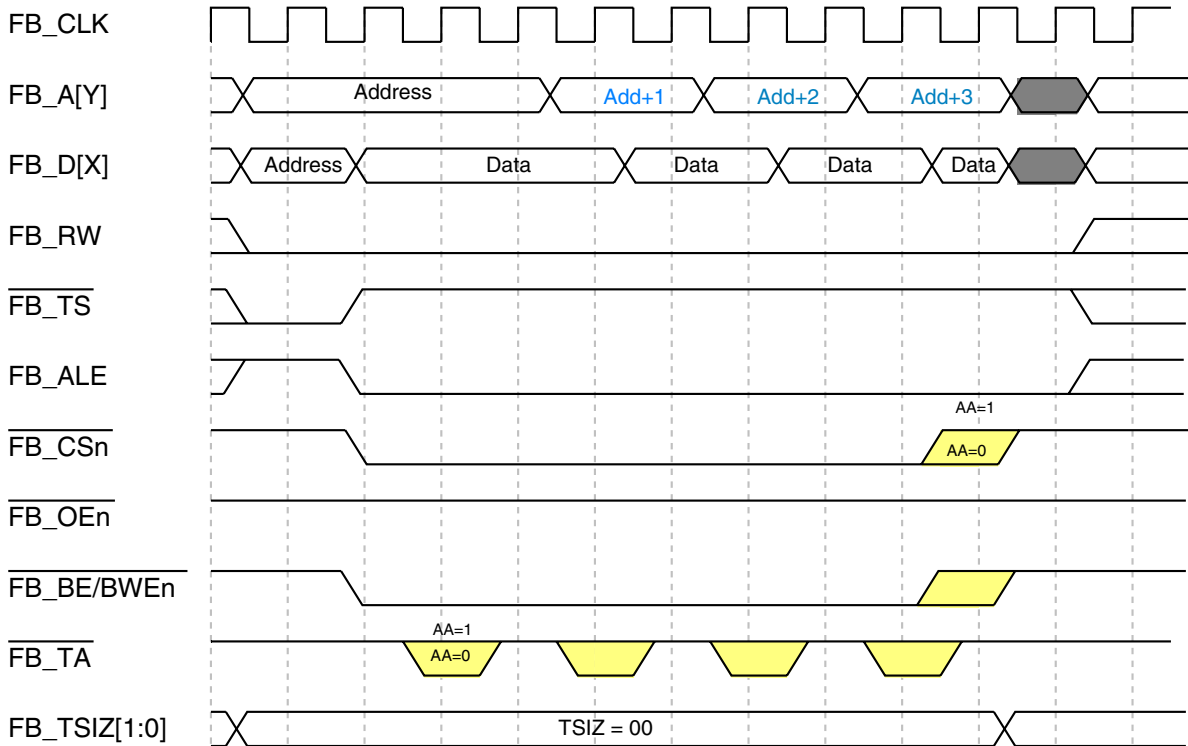 FB_CLK
FB_A[Y] Address Add+1 Add+2 Add+3
FB_D[X] Address Data Data Data Data
FB_RW
FB_TS
FB_ALE
AA=1
FB_CSn AA=0
FB_OEn
FB_BE/BWEn
AA=1
FB_TA AA=0
FB_TSIZ[1:0] TSIZ = 00